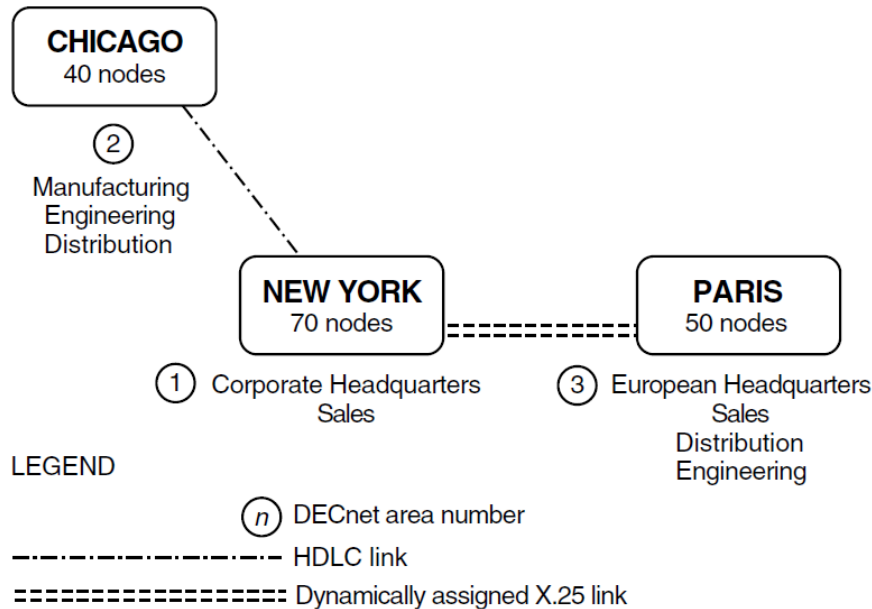 CHICAGO
40 nodes
2
Manufacturing
Engineering
Distribution
NEW YORK
70 nodes
PARIS
50 nodes
1 Corporate Headquarters
Sales
3 European Headquarters
Sales
Distribution
Engineering
LEGEND
n DECnet area number
HDLC link
Dynamically assigned X.25 link